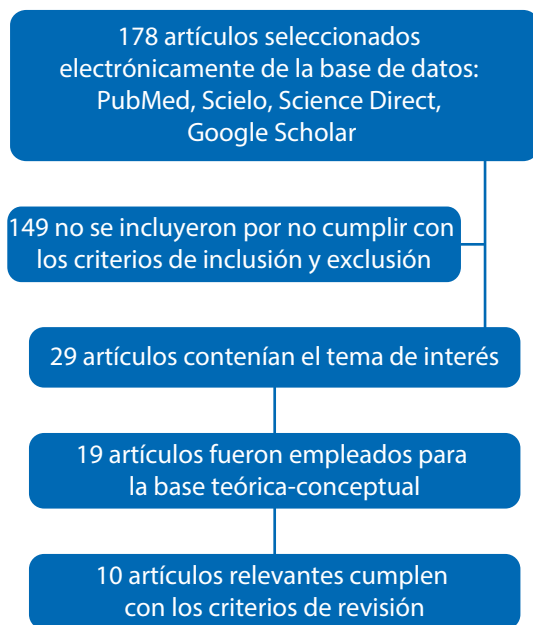 178 artículos seleccionados
electrónicamente de la base de datos:
PubMed, Scielo, Science Direct,
Google Scholar
149 no se incluyeron por no cumplir con
los criterios de inclusión y exclusión
29 artículos contenían el tema de interés
19 artículos fueron empleados para
la base teórica-conceptual
10 artículos relevantes cumplen
con los criterios de revisión